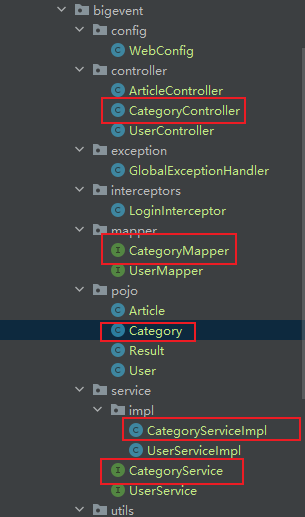 bigevent
config
WebConfig
controller
ArticleController
CategoryController
UserController
exception
GlobalExceptionHandler
interceptors
LoginInterceptor
mapper
CategoryMapper
UserMapper
pojo
Article
Category
Result
User
service
impl
CategoryServiceImpl
UserServiceImpl
CategoryService
UserService
utils